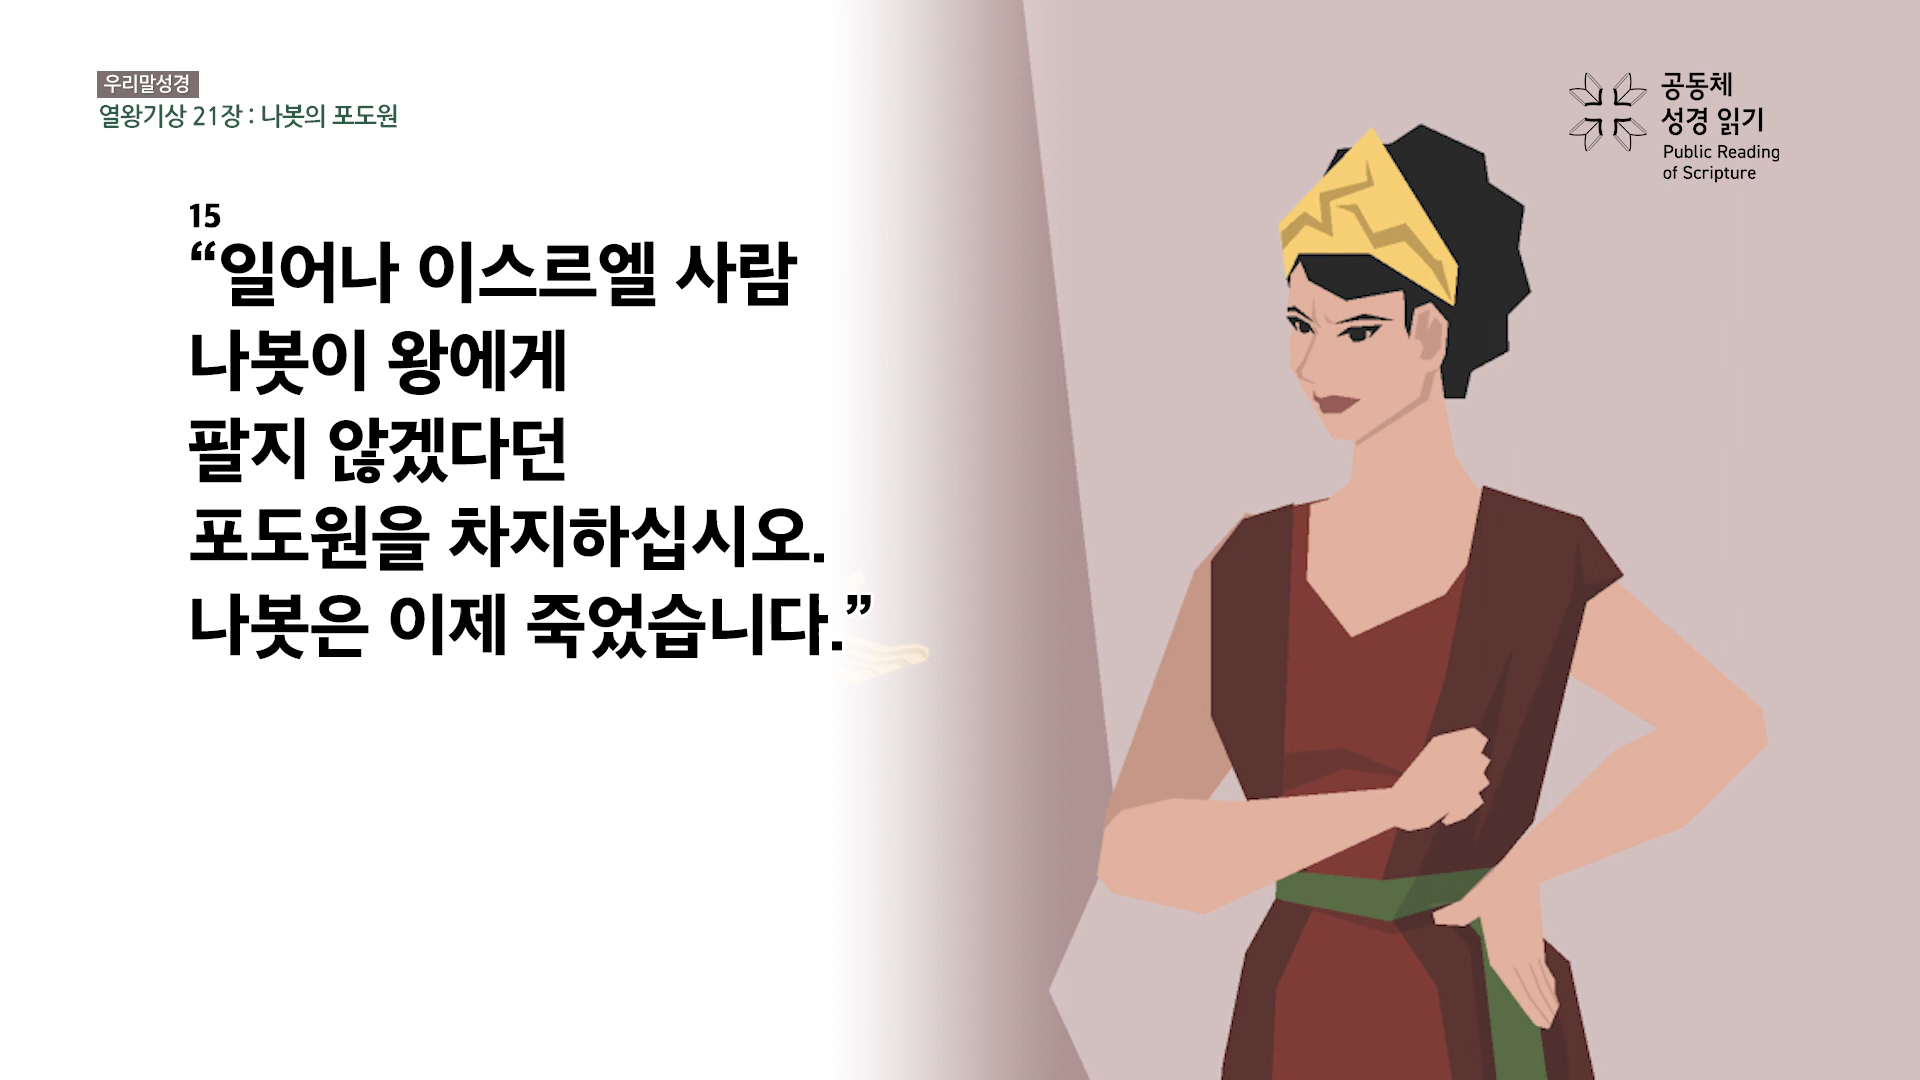 우리말성경
열왕기상 21장 : 나봇의 포도원
공동체
성경 읽기
Public Reading
of Scripture
15
“일어나 이스르엘 사람
나봇이 왕에게
팔지 않겠다던
포도원을 차지하십시오.
나봇은 이제 죽었습니다.”